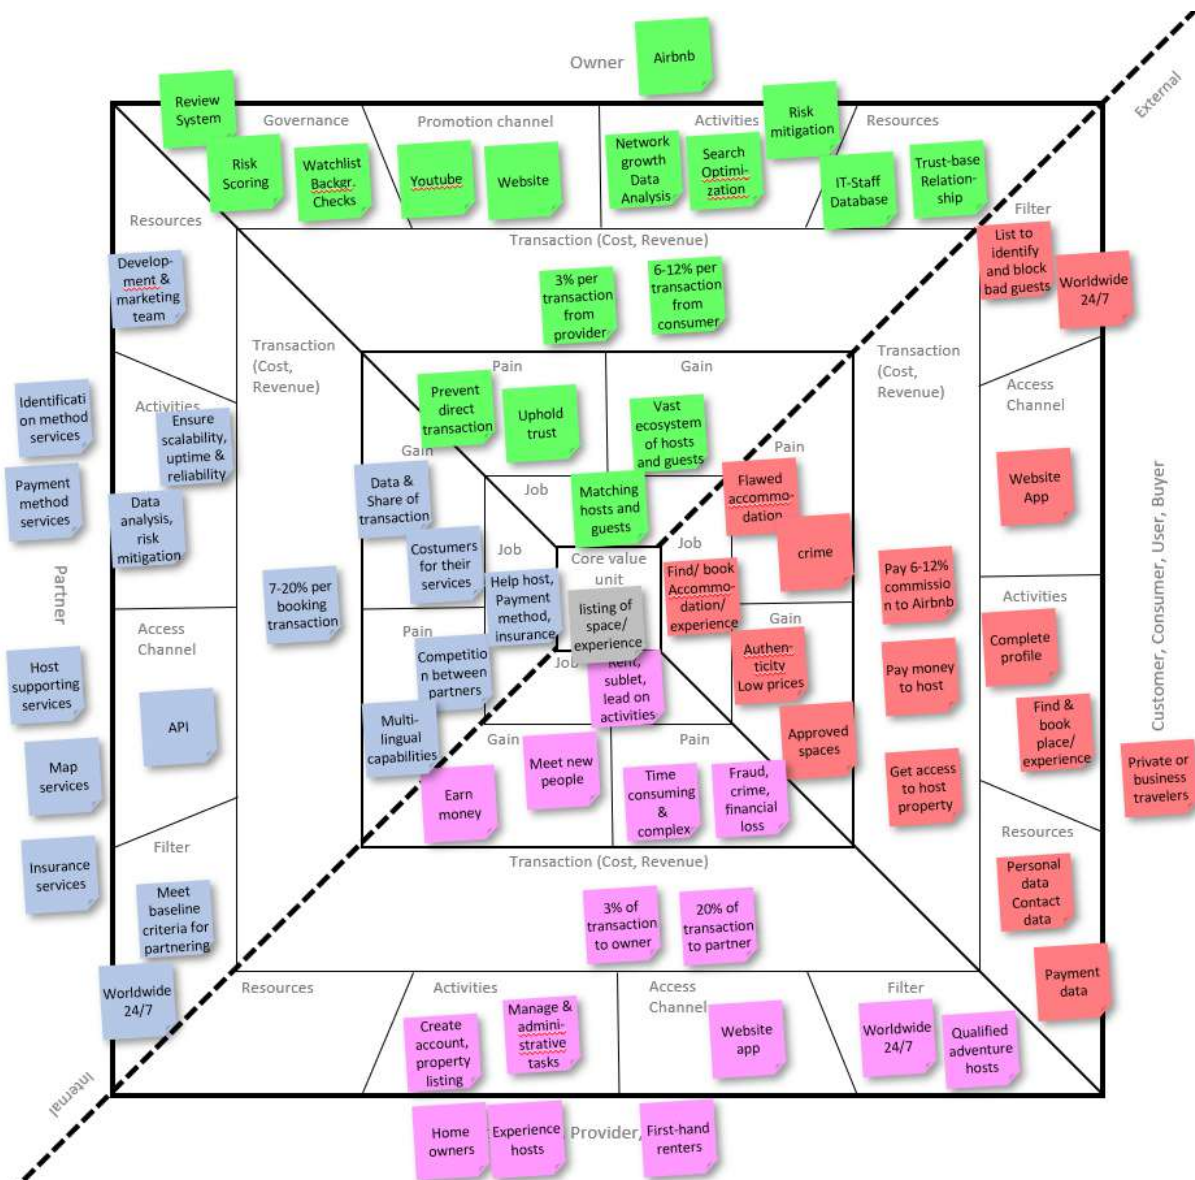 Owner
Airbnb
External
Review
System
Governance
Risk
Scoring
Watchlist
Backgr.
Checks
Promotion channel
Youtube
Website
Activities
Network
growth
Data
Analysis
Search
Optimi-
zation
Risk
mitigation
Resources
IT-Staff
Database
Trust-base
Relation-
ship
Transaction (Cost, Revenue)
3% per
transaction
from
provider
6-12% per
transaction
from
consumer
Pain
Prevent
direct
transaction
Uphold
trust
Gain
Vast
ecosystem
of hosts
and guests
Job
Matching
hosts and
guests
Resources
Develop-
ment &
marketing
team
Transaction
(Cost,
Revenue)
7-20% per
booking
transaction
Activities
Ensure
scalability,
uptime &
reliability
Data
analysis,
risk
mitigation
Identificati
on method
services
Payment
method
services
Partner
Host
supporting
services
Map
services
Insurance
services
Access
Channel
API
Filter
Meet
baseline
criteria for
partnering
Worldwide
24/7
Internal
Gain
Data &
Share of
transaction
Costumers
for their
services
Job
Help host,
Payment
method,
insurance
Pain
Competitio
n between
partners
Multi-
lingual
capabilities
Core value
unit
listing of
space/
experience
Job
Find/ book
Accommo-
dation/
experience
Pain
Flawed
accommo-
dation
crime
Gain
Authen-
ticity
Low prices
Approved
spaces
Transaction
(Cost,
Revenue)
Pay 6-12%
commissio
n to Airbnb
Pay money
to host
Get access
to host
property
Filter
List to
identify
and block
bad guests
Worldwide
24/7
Access
Channel
Website
App
Activities
Complete
profile
Find &
book
place/
experience
Resources
Personal
data
Contact
data
Payment
data
Customer, Consumer, User, Buyer
Private or
business
travelers
Job
Rent,
sublet,
lead on
activities
Gain
Earn
money
Meet new
people
Pain
Time
consuming
&
complex
Fraud,
crime,
financial
loss
Transaction (Cost, Revenue)
3% of
transaction
to owner
20% of
transaction
to partner
Resources
Activities
Create
account,
property
listing
Manage &
admini-
strative
tasks
Access
Channel
Website
app
Filter
Worldwide
24/7
Qualified
adventure
hosts
Home
owners
Experience
hosts
, Provider,
First-hand
renters